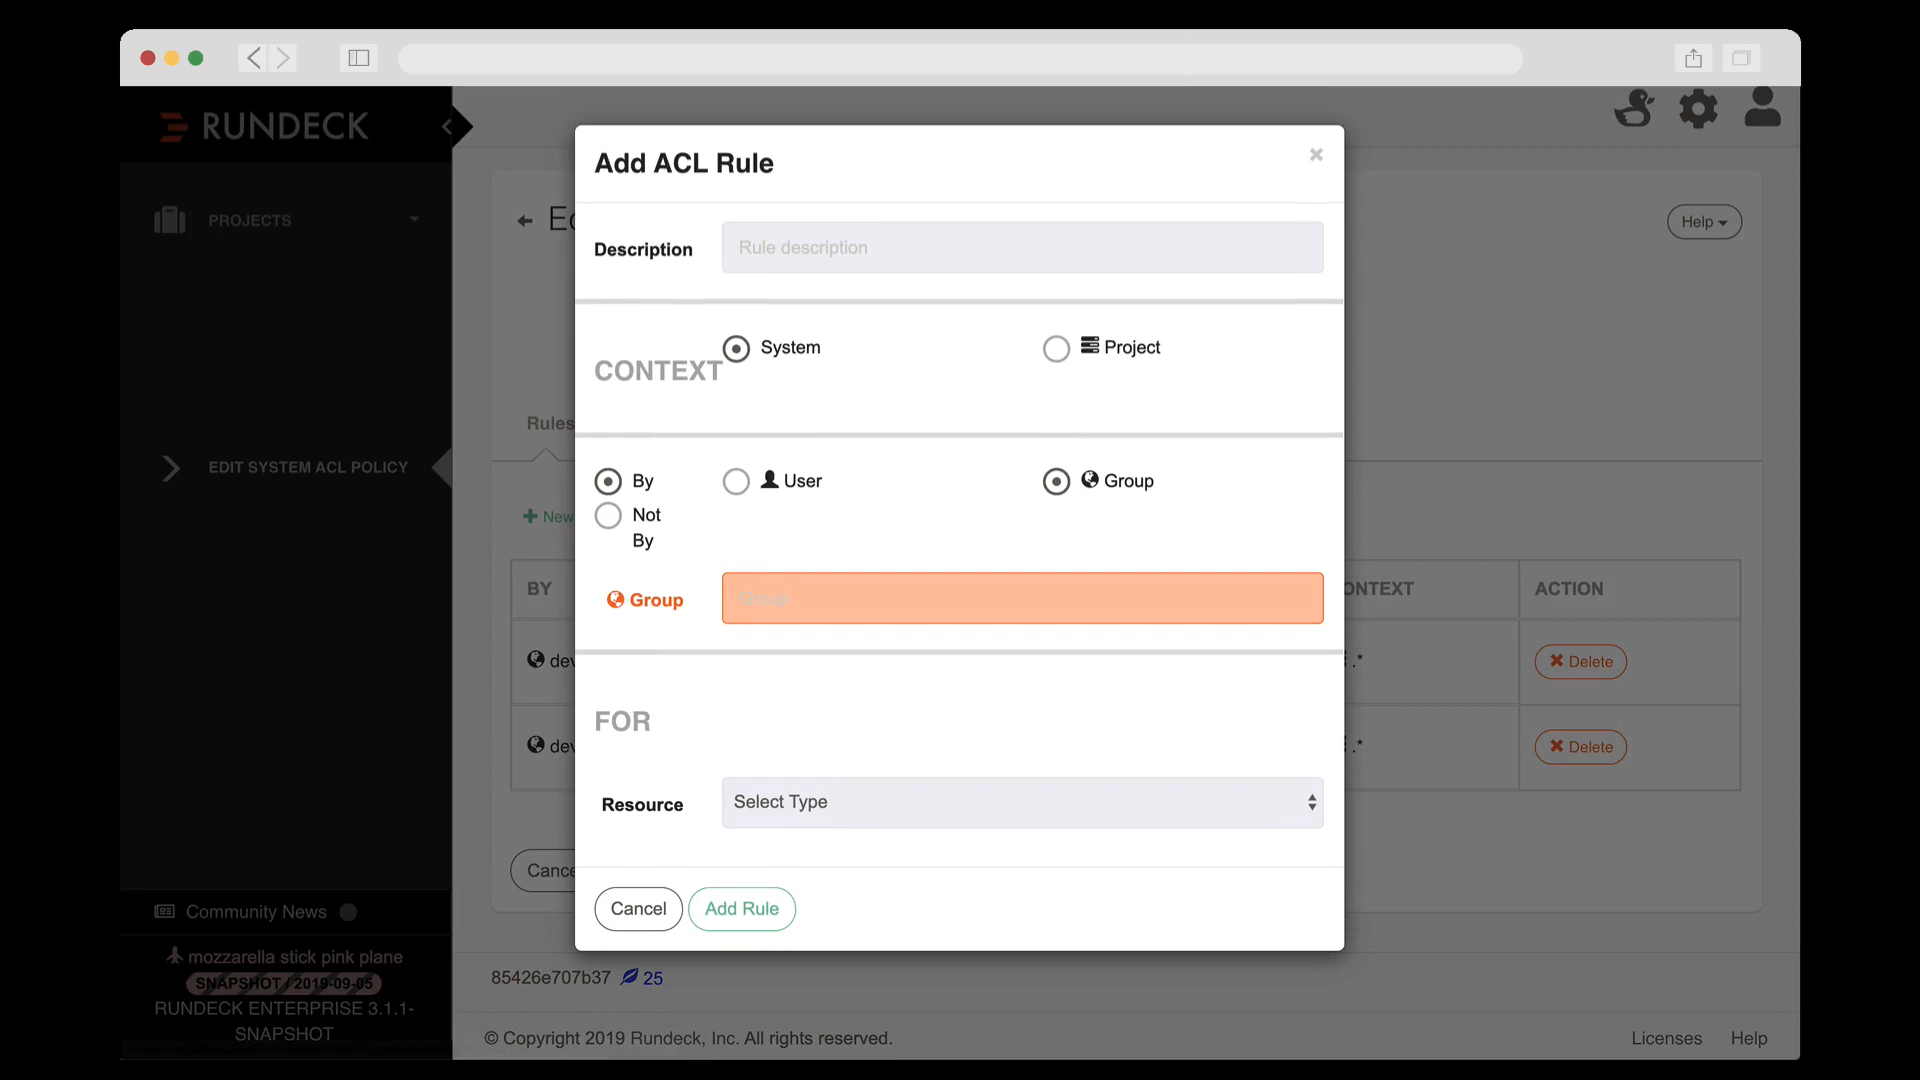 RUNDECK
PROJECTS
EDIT SYSTEM ACL POLICY
Community News
mozzarella stick pink plane
SNAPSHOT / 2019-09-05
RUNDECK ENTERPRISE 3.1.1-
SNAPSHOT
Help
Rules
New
BY
ONTEXT
ACTION
dev
.*
Delete
dev
.*
Delete
Cance
Add ACL Rule
Description
Rule description
CONTEXT
System
Project
By
User
Group
Not
By
Group
Group
FOR
Resource
Select Type
Cancel
Add Rule
85426e707b37
25
© Copyright 2019 Rundeck, Inc. All rights reserved.
Licenses
Help